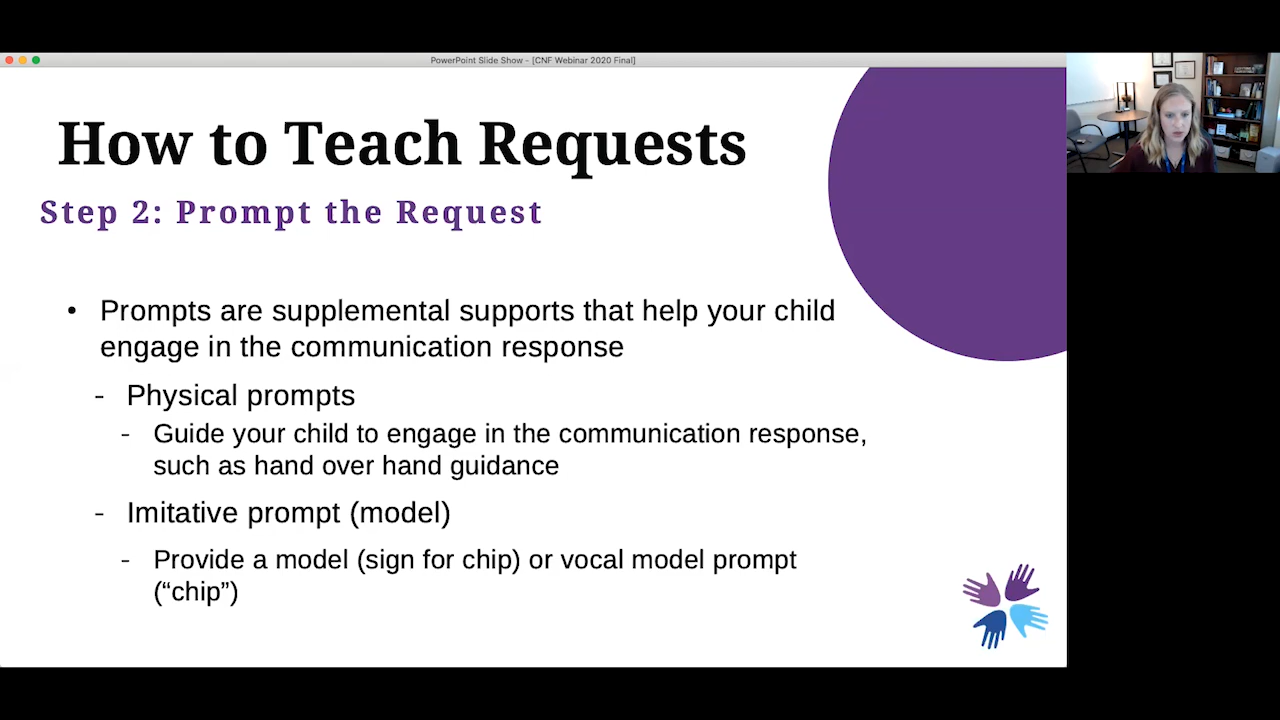 PowerPoint Slide Show - [CNF Webinar 2020 Final]
How to Teach Requests
Step 2: Prompt the Request
• Prompts are supplemental supports that help your child
engage in the communication response
- Physical prompts
- Guide your child to engage in the communication response,
such as hand over hand guidance
- Imitative prompt (model)
- Provide a model (sign for chip) or vocal model prompt
(“chip”)